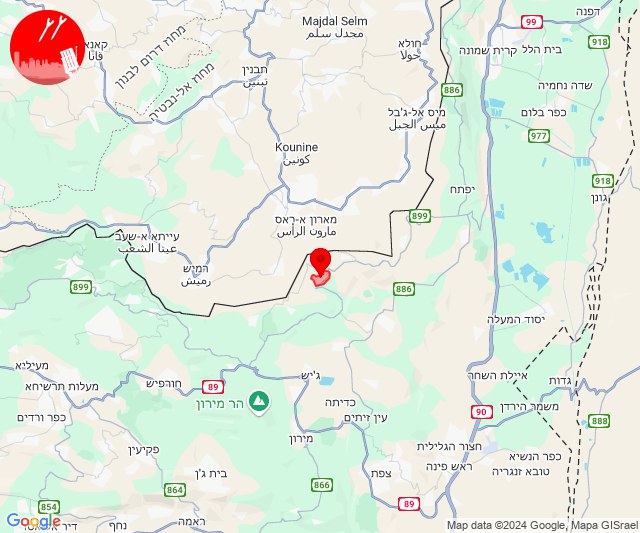 Majdal Selm
مجدل سلم
חולא
حولا
דפנה
99
קרית שמונה
בית הלל
918
קאנא
קانا
מחוז דרום לבנון
מחוז אל-נבטיה
תבנין
تبنين
886
שדה נחמיה
מיס אל-ג'בל
ميس الجبل
כפר בלום
977
Kounine
كونين
918
יפתח
גונן
מארון א-ראס
مارون الراس
899
עייתא א-שעב
عيتا الشعب
רמיש
رميش
899
886
יסוד המעלה
מעיליא
ג'יש
איילת השחר
גדות
מעלות תרשיחא
חורפיש
89
הר מירון
כדיתה
90
משמר הירדן
כפר ורדים
עין זיתים
888
פקיעין
מירון
חצור הגלילית
כפר הנשיא
ראש פינה
טובא זנגריה
בית ג'ן
צפת
864
866
854
89
ראמה
נחף
Google
Map data ©2024 Google, Mapa GISrael